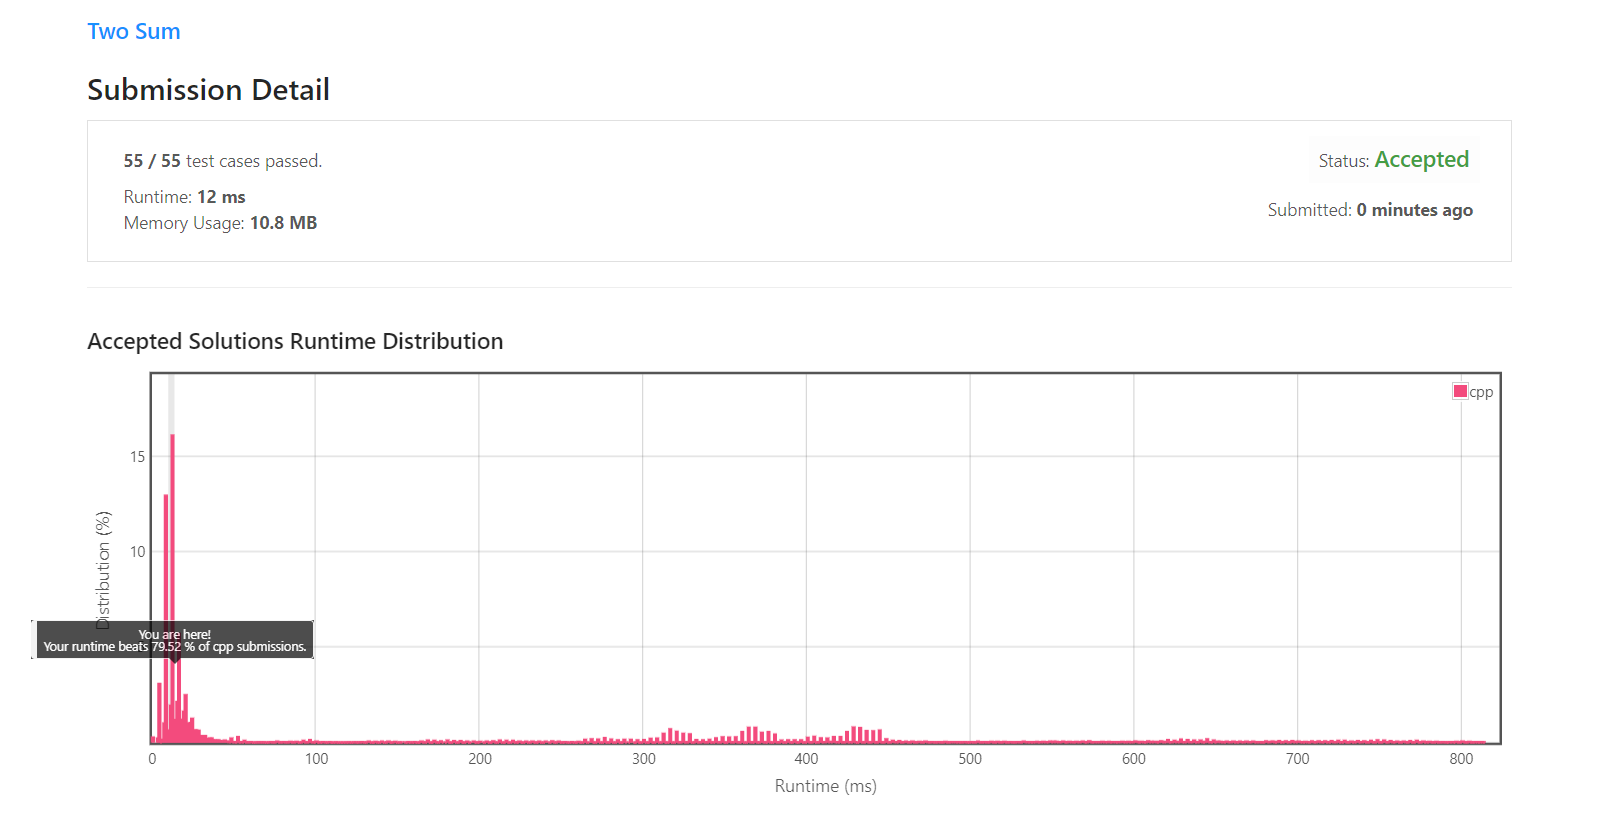 Two Sum
Submission Detail
55 / 55 test cases passed.
Status: Accepted
Runtime: 12 ms
Memory Usage: 10.8 MB
Submitted: 0 minutes ago
Accepted Solutions Runtime Distribution
cpp
15
10
Distribution (%)
You are here!
Your runtime beats 79.52 % of cpp submissions.
0 100 200 300 400 500 600 700 800
Runtime (ms)